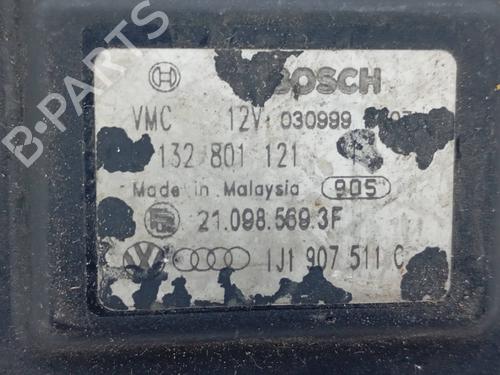 BOSCH
VMC 12V 030999
132 801 121
Made in Malaysia 905
21.098.569.3F
1J1 907 511 C
B-PARTS